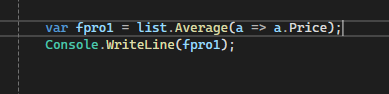 var fpro1 = list.Average(a => a.Price);
Console.WriteLine(fpro1);